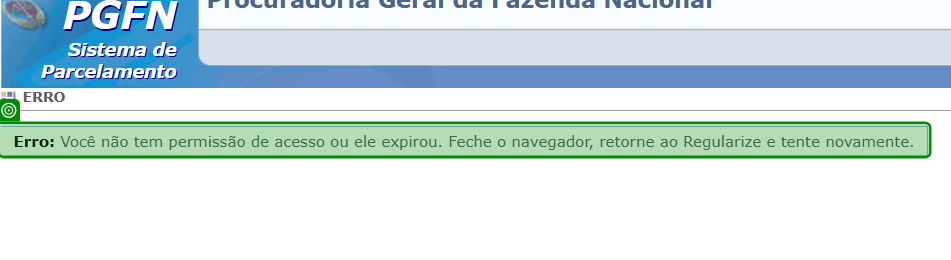 Procuradoria Geral da Fazenda Nacional
PGFN
Sistema de
Parcelamento
ERRO
Erro: Você não tem permissão de acesso ou ele expirou. Feche o navegador, retorne ao Regularize e tente novamente.